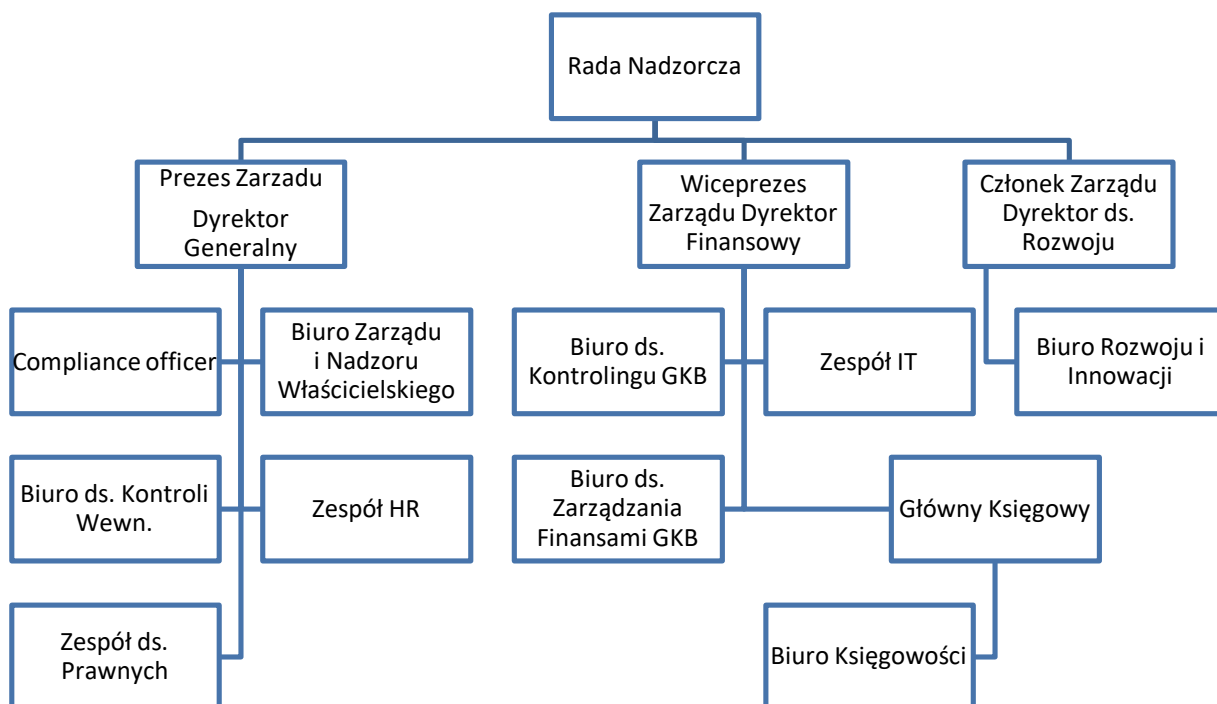 Rada Nadzorcza
Prezes Zarzadu
Dyrektor
Generalny
Wiceprezes
Zarządu Dyrektor
Finansowy
Członek Zarządu
Dyrektor ds.
Rozwoju
Compliance officer
Biuro Zarządu
i Nadzoru
Właścicielskiego
Biuro ds.
Kontrolingu GKB
Zespół IT
Biuro Rozwoju i
Innowacji
Biuro ds. Kontroli
Wewn.
Zespół HR
Biuro ds.
Zarządzania
Finansami GKB
Główny Księgowy
Zespół ds.
Prawnych
Biuro Księgowości